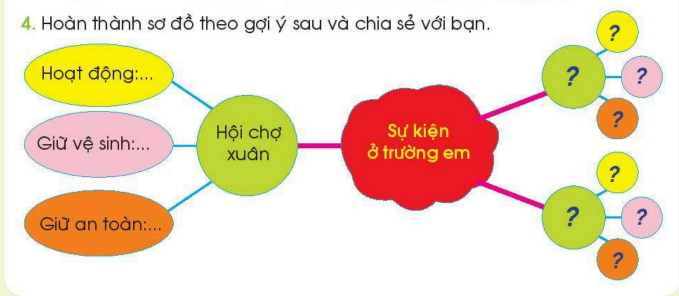 4. Hoàn thành sơ đồ theo gợi ý sau và chia sẻ với bạn.
Hoạt động:...
Giữ vệ sinh:...
Giữ an toàn:...
Hội chợ
xuân
Sự kiện
ở trường em
?
?
?
?
?
?
?
?